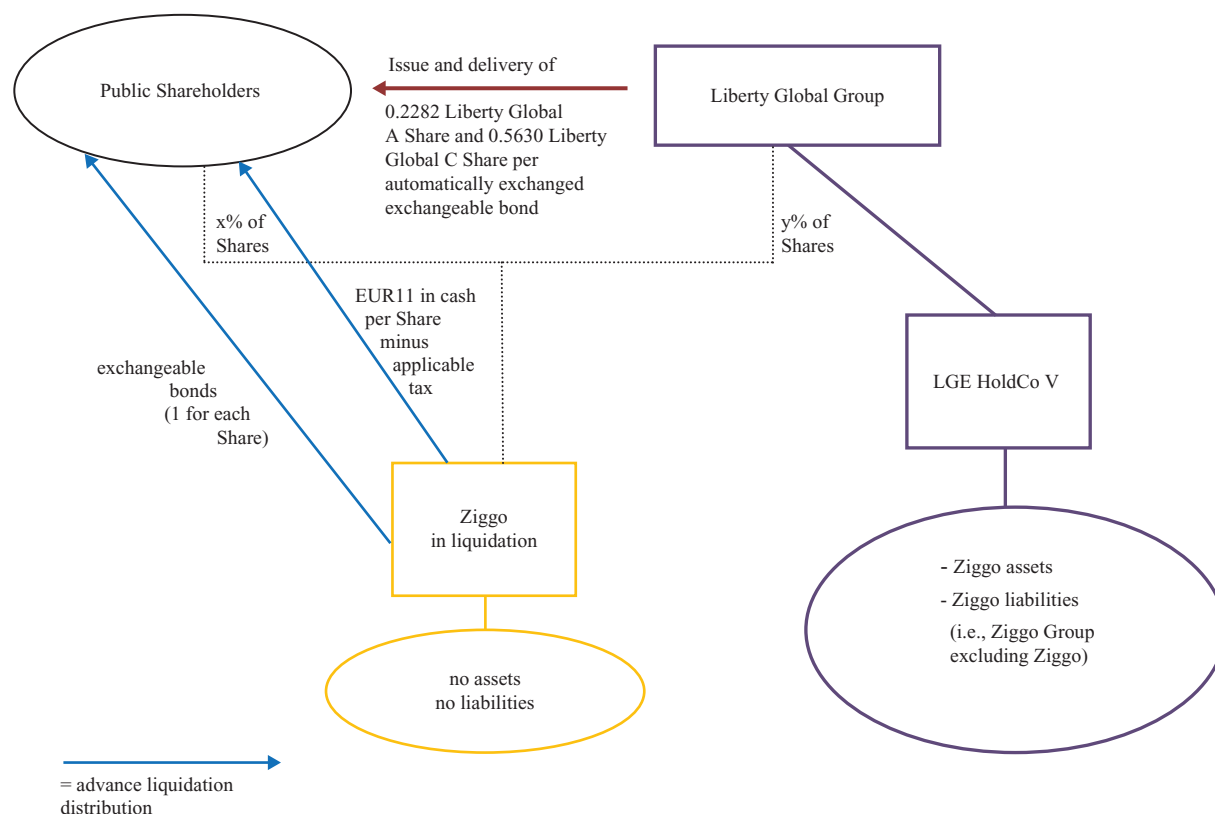 Public Shareholders
Issue and delivery of
0.2282 Liberty Global
A Share and 0.5630 Liberty
Global C Share per
automatically exchanged
exchangeable bond
Liberty Global Group
x% of
Shares
y% of
Shares
EUR11 in cash
per Share
minus
applicable
tax
exchangeable
bonds
(1 for each
Share)
LGE HoldCo V
Ziggo
in liquidation
- Ziggo assets
- Ziggo liabilities
(i.e., Ziggo Group
excluding Ziggo)
no assets
no liabilities
= advance liquidation
distribution